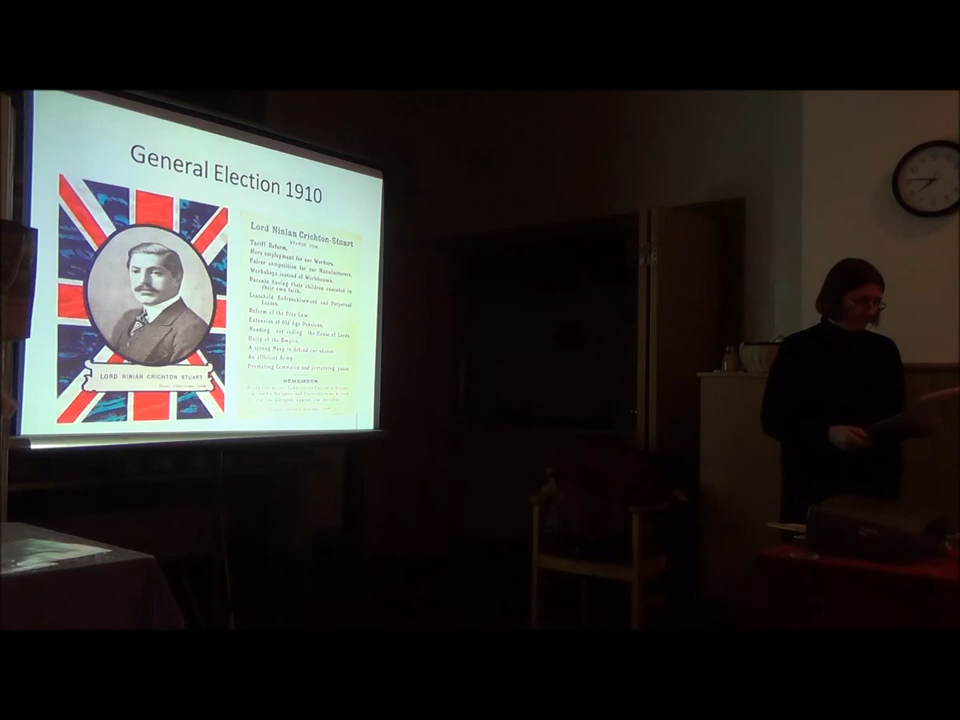 General Election 1910
LORD NINIAN CRICHTON STUART.
Lord Ninian Crichton-Stuart
STANDS FOR
Tariff Reform.
More employment for our Workers.
Fairer competition for our Manufacturers.
Workshops instead of Workhouses.
Parents having their children educated in
their own faith.
Leasehold Enfranchisement and Perpetual
Leases.
Reform of the Poor Law
Extension of Old Age Pensions.
Mending not ending the House of Lords.
Unity of the Empire.
A strong Navy to defend our shores.
An efficient Army
Promoting Commerce and preserving peace
REMEMBER